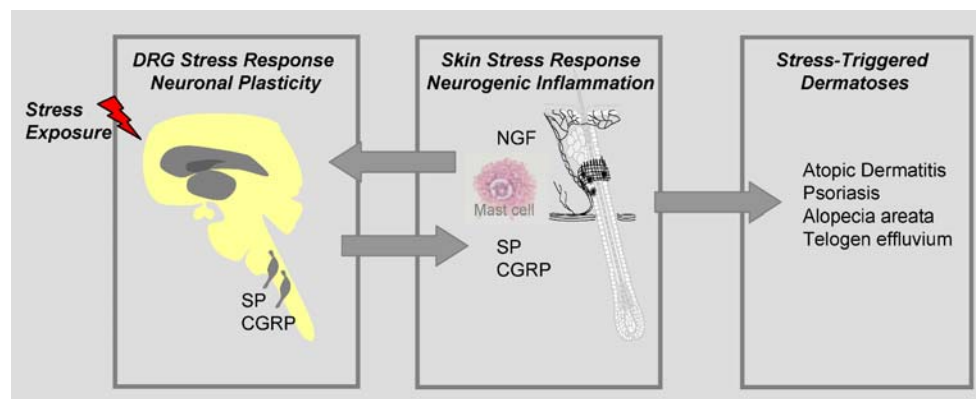 DRG Stress Response
Neuronal Plasticity
Stress
Exposure
SP
CGRP
Skin Stress Response
Neurogenic Inflammation
NGF
Mast cell
SP
CGRP
Stress-Triggered
Dermatoses
Atopic Dermatitis
Psoriasis
Alopecia areata
Telogen effluvium